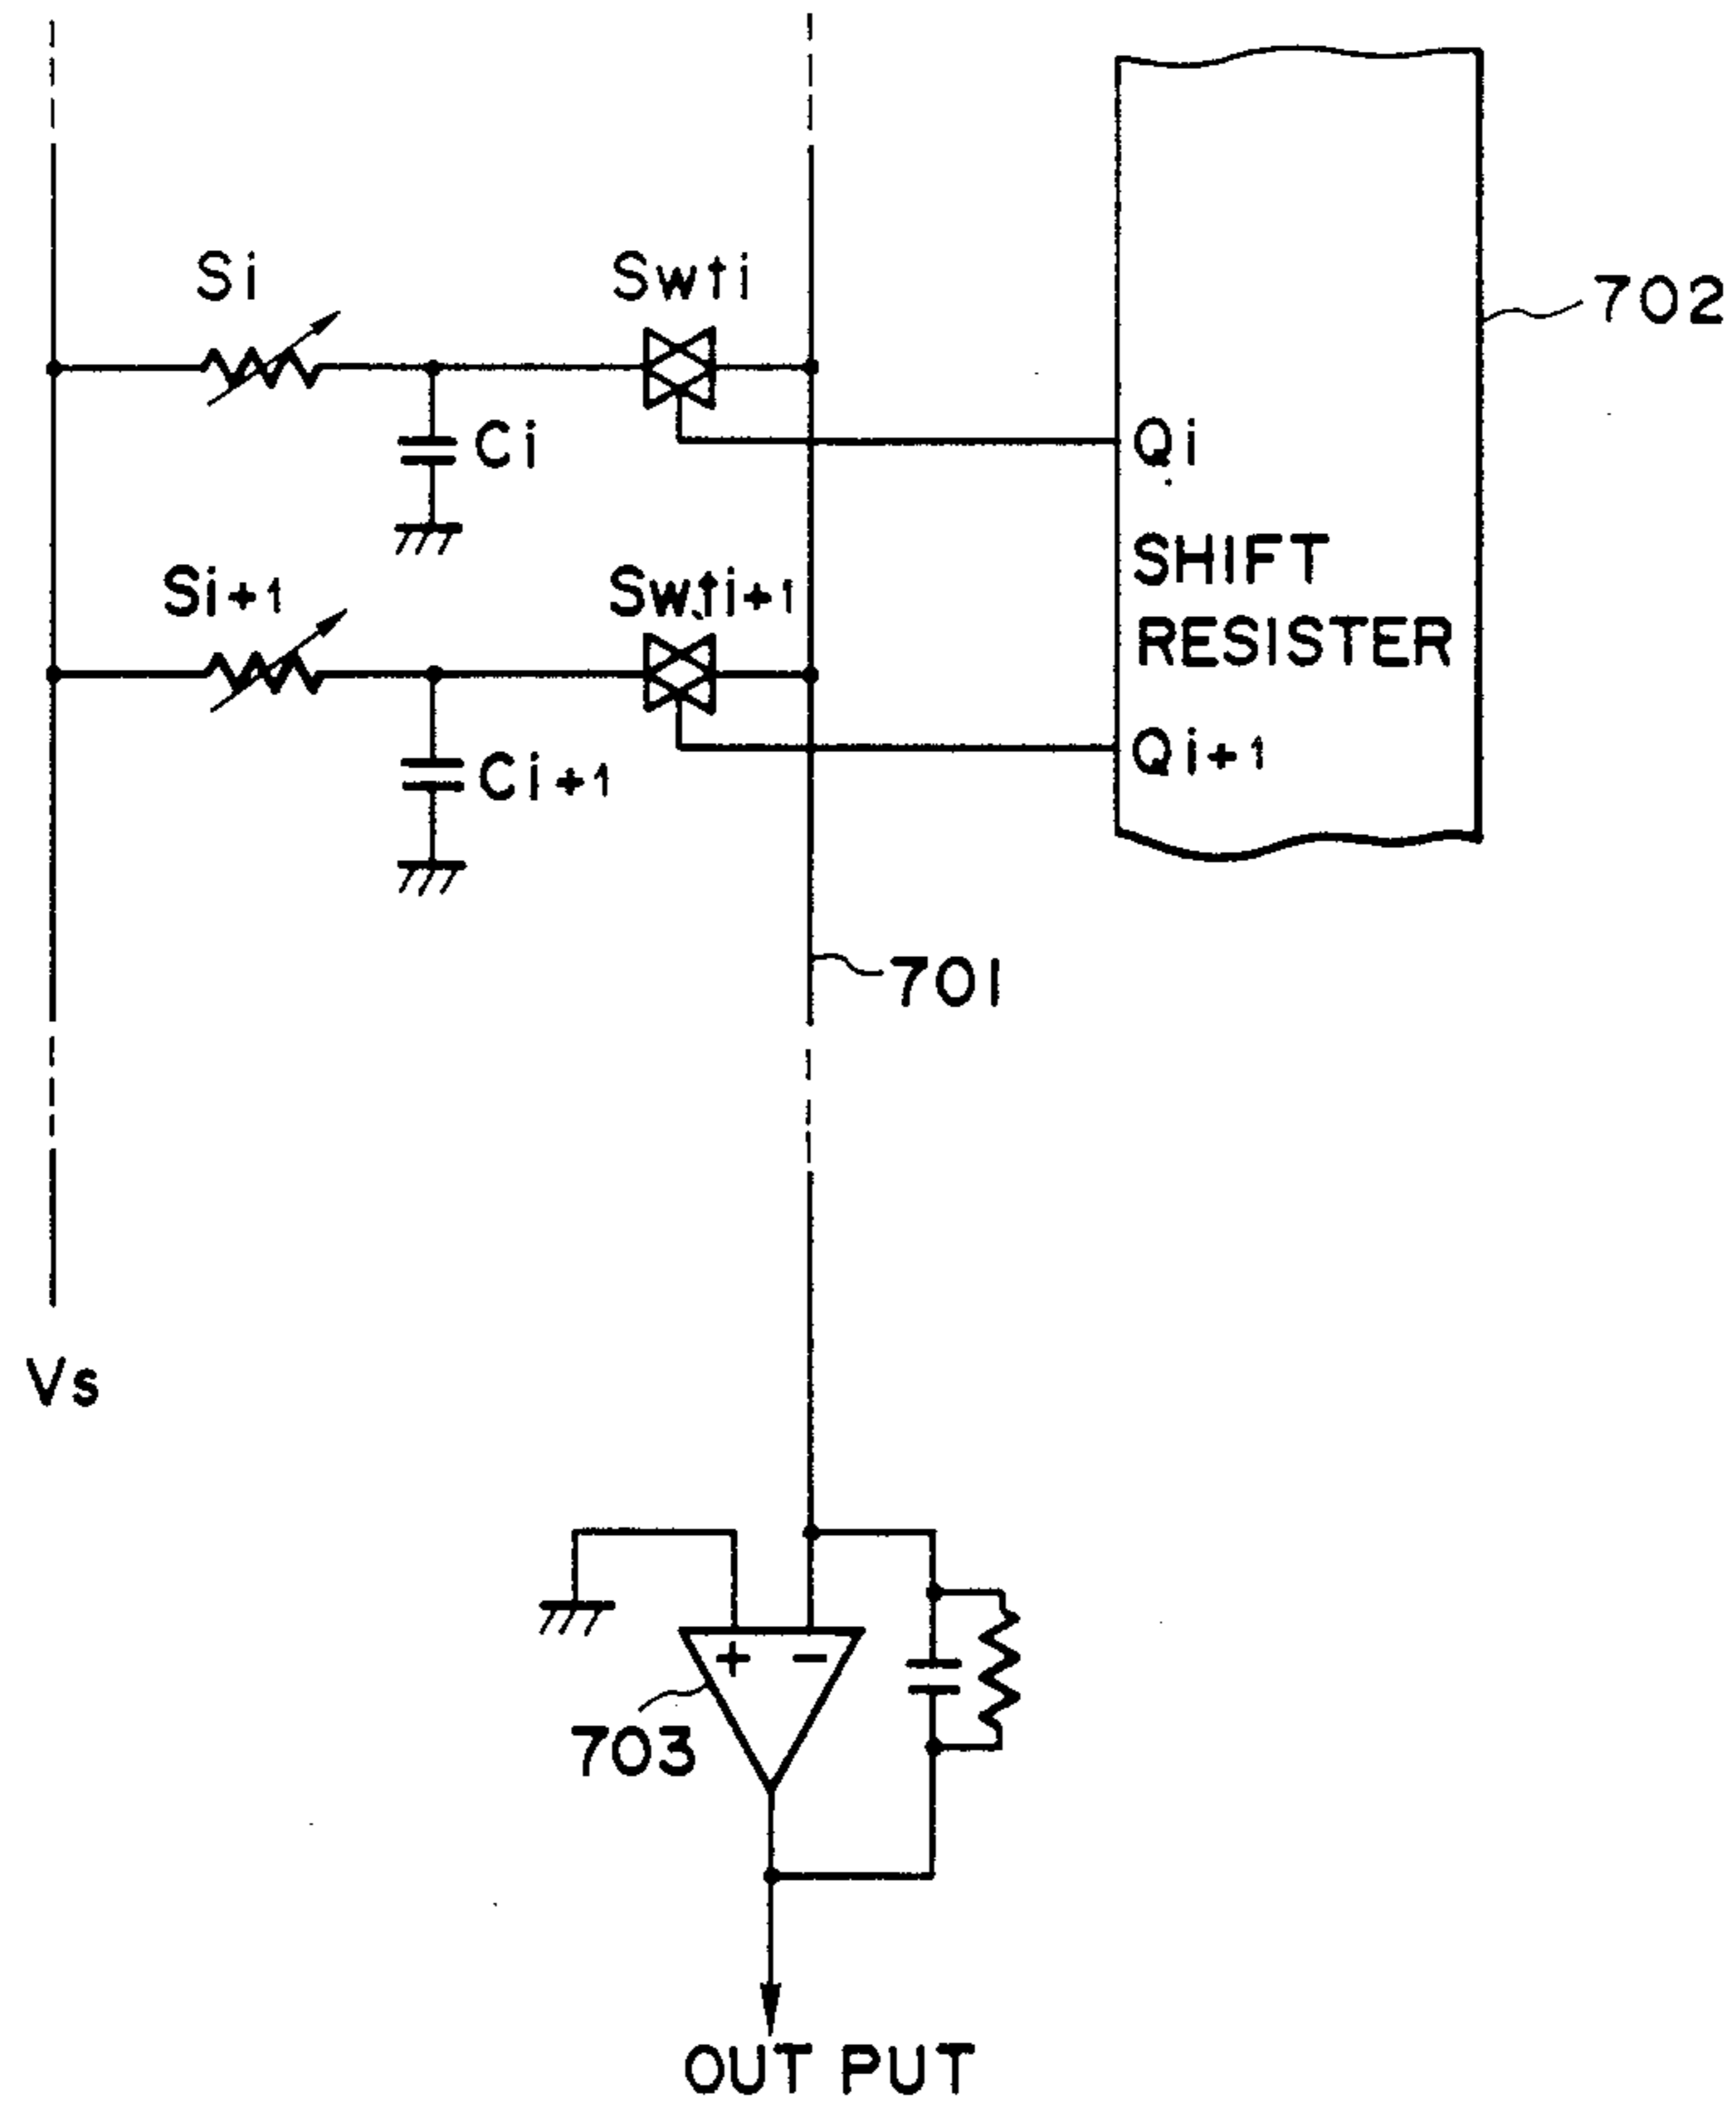 Si
Swti
702
Ci
Qi
SHIFT
RESISTER
Si+1
Swti+1
Qi+1
Ci+1
701
Vs
+ −
703
OUT PUT